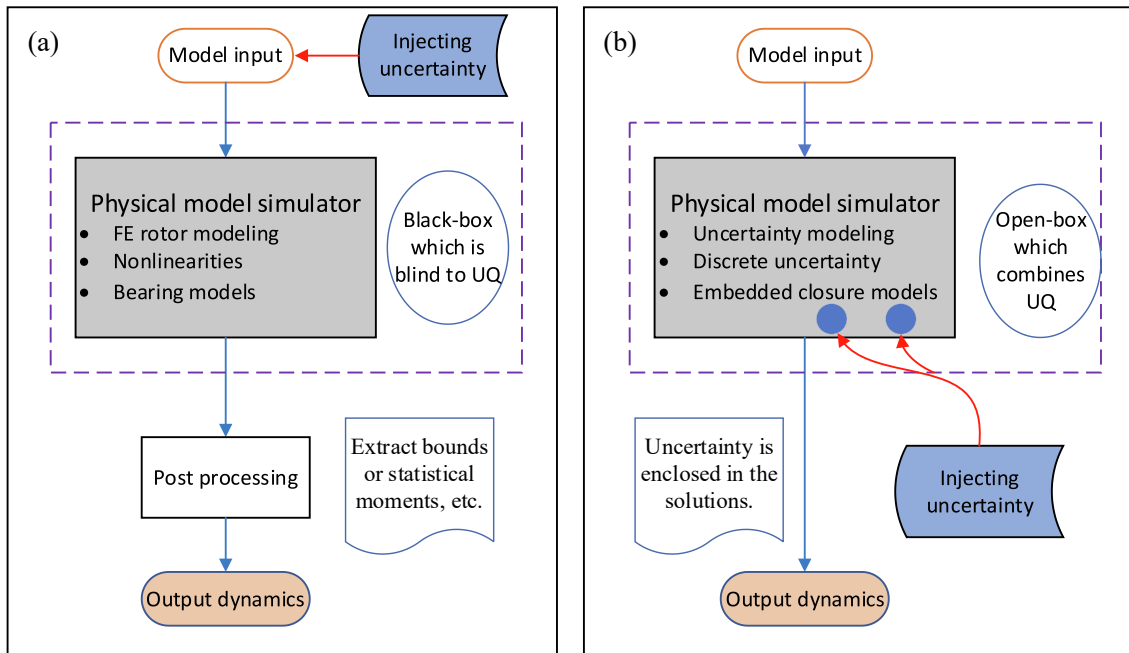 (a)
Model input
Injecting
uncertainty
Physical model simulator
• FE rotor modeling
• Nonlinearities
• Bearing models
Black-box
which is
blind to UQ
Post processing
Extract bounds
or statistical
moments, etc.
Output dynamics
(b)
Model input
Physical model simulator
• Uncertainty modeling
• Discrete uncertainty
• Embedded closure models
Open-box
which
combines
UQ
Uncertainty is
enclosed in the
solutions.
Injecting
uncertainty
Output dynamics